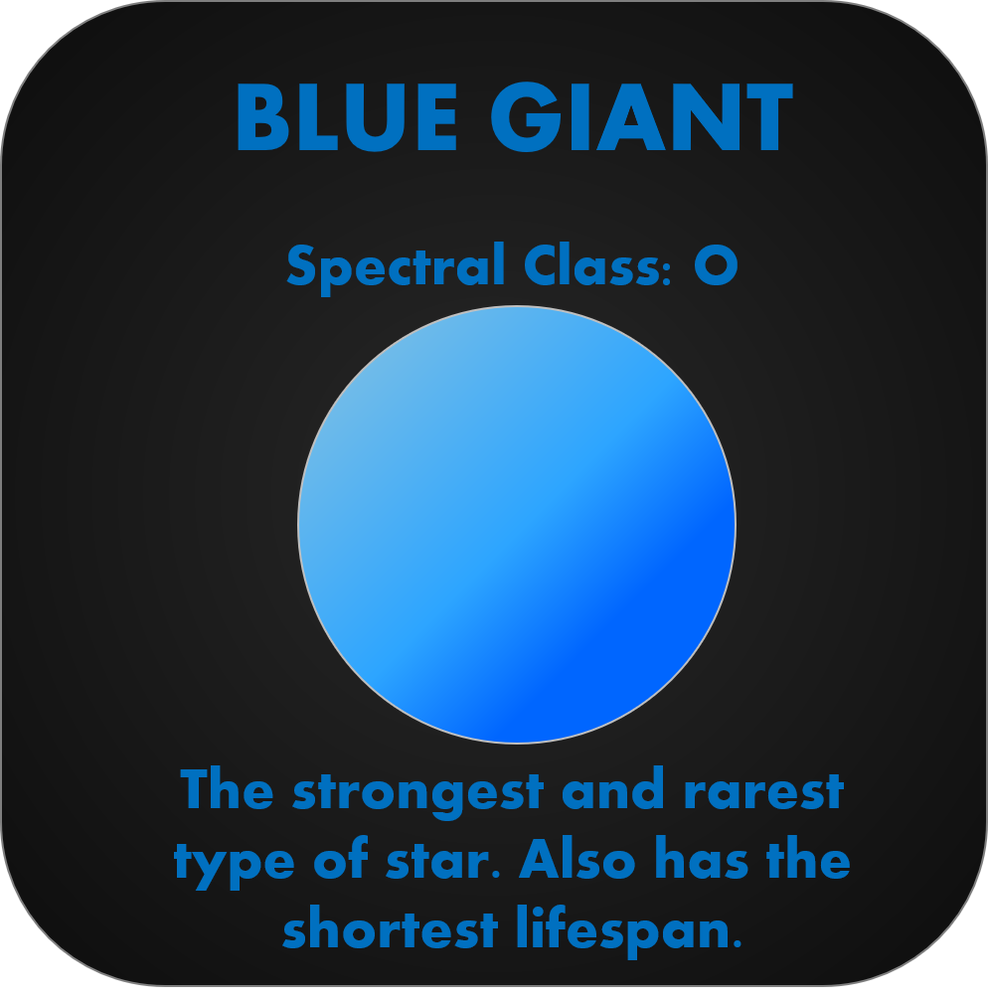 BLUE GIANT
Spectral Class: O
The strongest and rarest
type of star. Also has the
shortest lifespan.